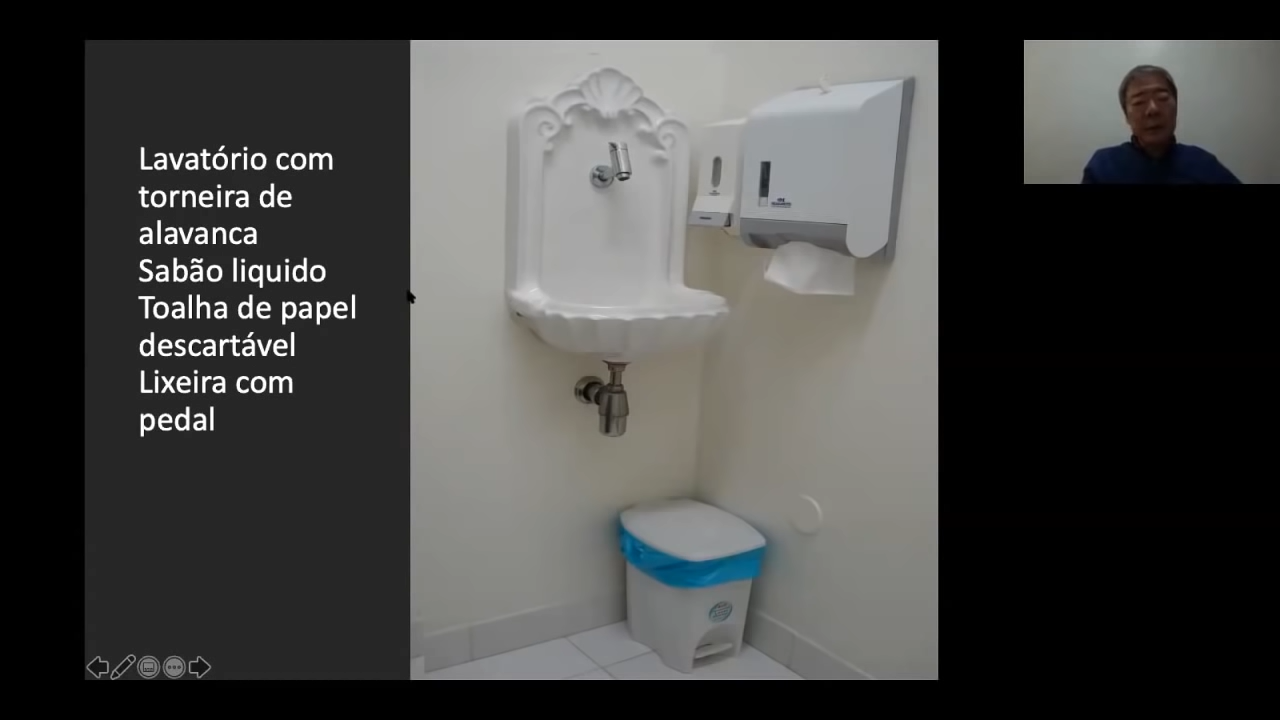 Lavatório com
torneira de
alavanca
Sabão liquido
Toalha de papel
descartável
Lixeira com
pedal